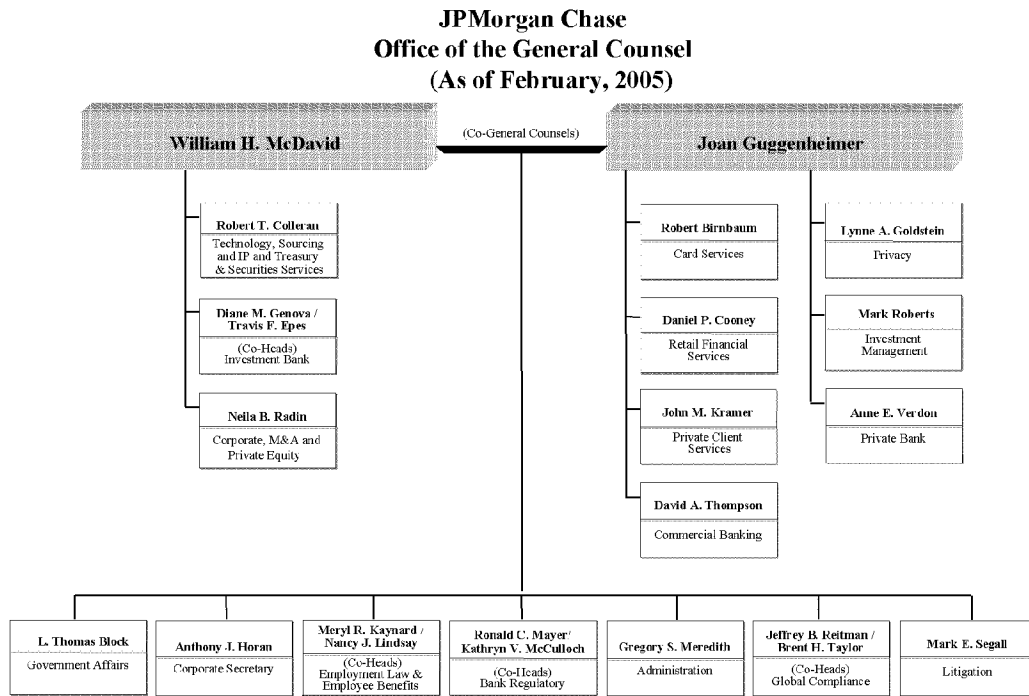 JPMorgan Chase
Office of the General Counsel
(As of February, 2005)
William H. McDavid
(Co-General Counsels)
Joan Guggenheimer
Robert T. Colleran
Technology, Sourcing
and IP and Treasury
& Securities Services
Diane M. Genova /
Travis F. Epes
(Co-Heads)
Investment Bank
Neila B. Radin
Corporate, M&A and
Private Equity
Robert Birnbaum
Card Services
Daniel P. Cooney
Retail Financial
Services
John M. Kramer
Private Client
Services
David A. Thompson
Commercial Banking
Lynne A. Goldstein
Privacy
Mark Roberts
Investment
Management
Anne E. Verdon
Private Bank
L. Thomas Block
Government Affairs
Anthony J. Horan
Corporate Secretary
Meryl R. Kaynard /
Nancy J. Lindsay
(Co-Heads)
Employment Law &
Employee Benefits
Ronald C. Mayer/
Kathryn V. McCulloch
(Co-Heads)
Bank Regulatory
Gregory S. Meredith
Administration
Jeffrey B. Reitman /
Brent H. Taylor
(Co-Heads)
Global Compliance
Mark E. Segall
Litigation